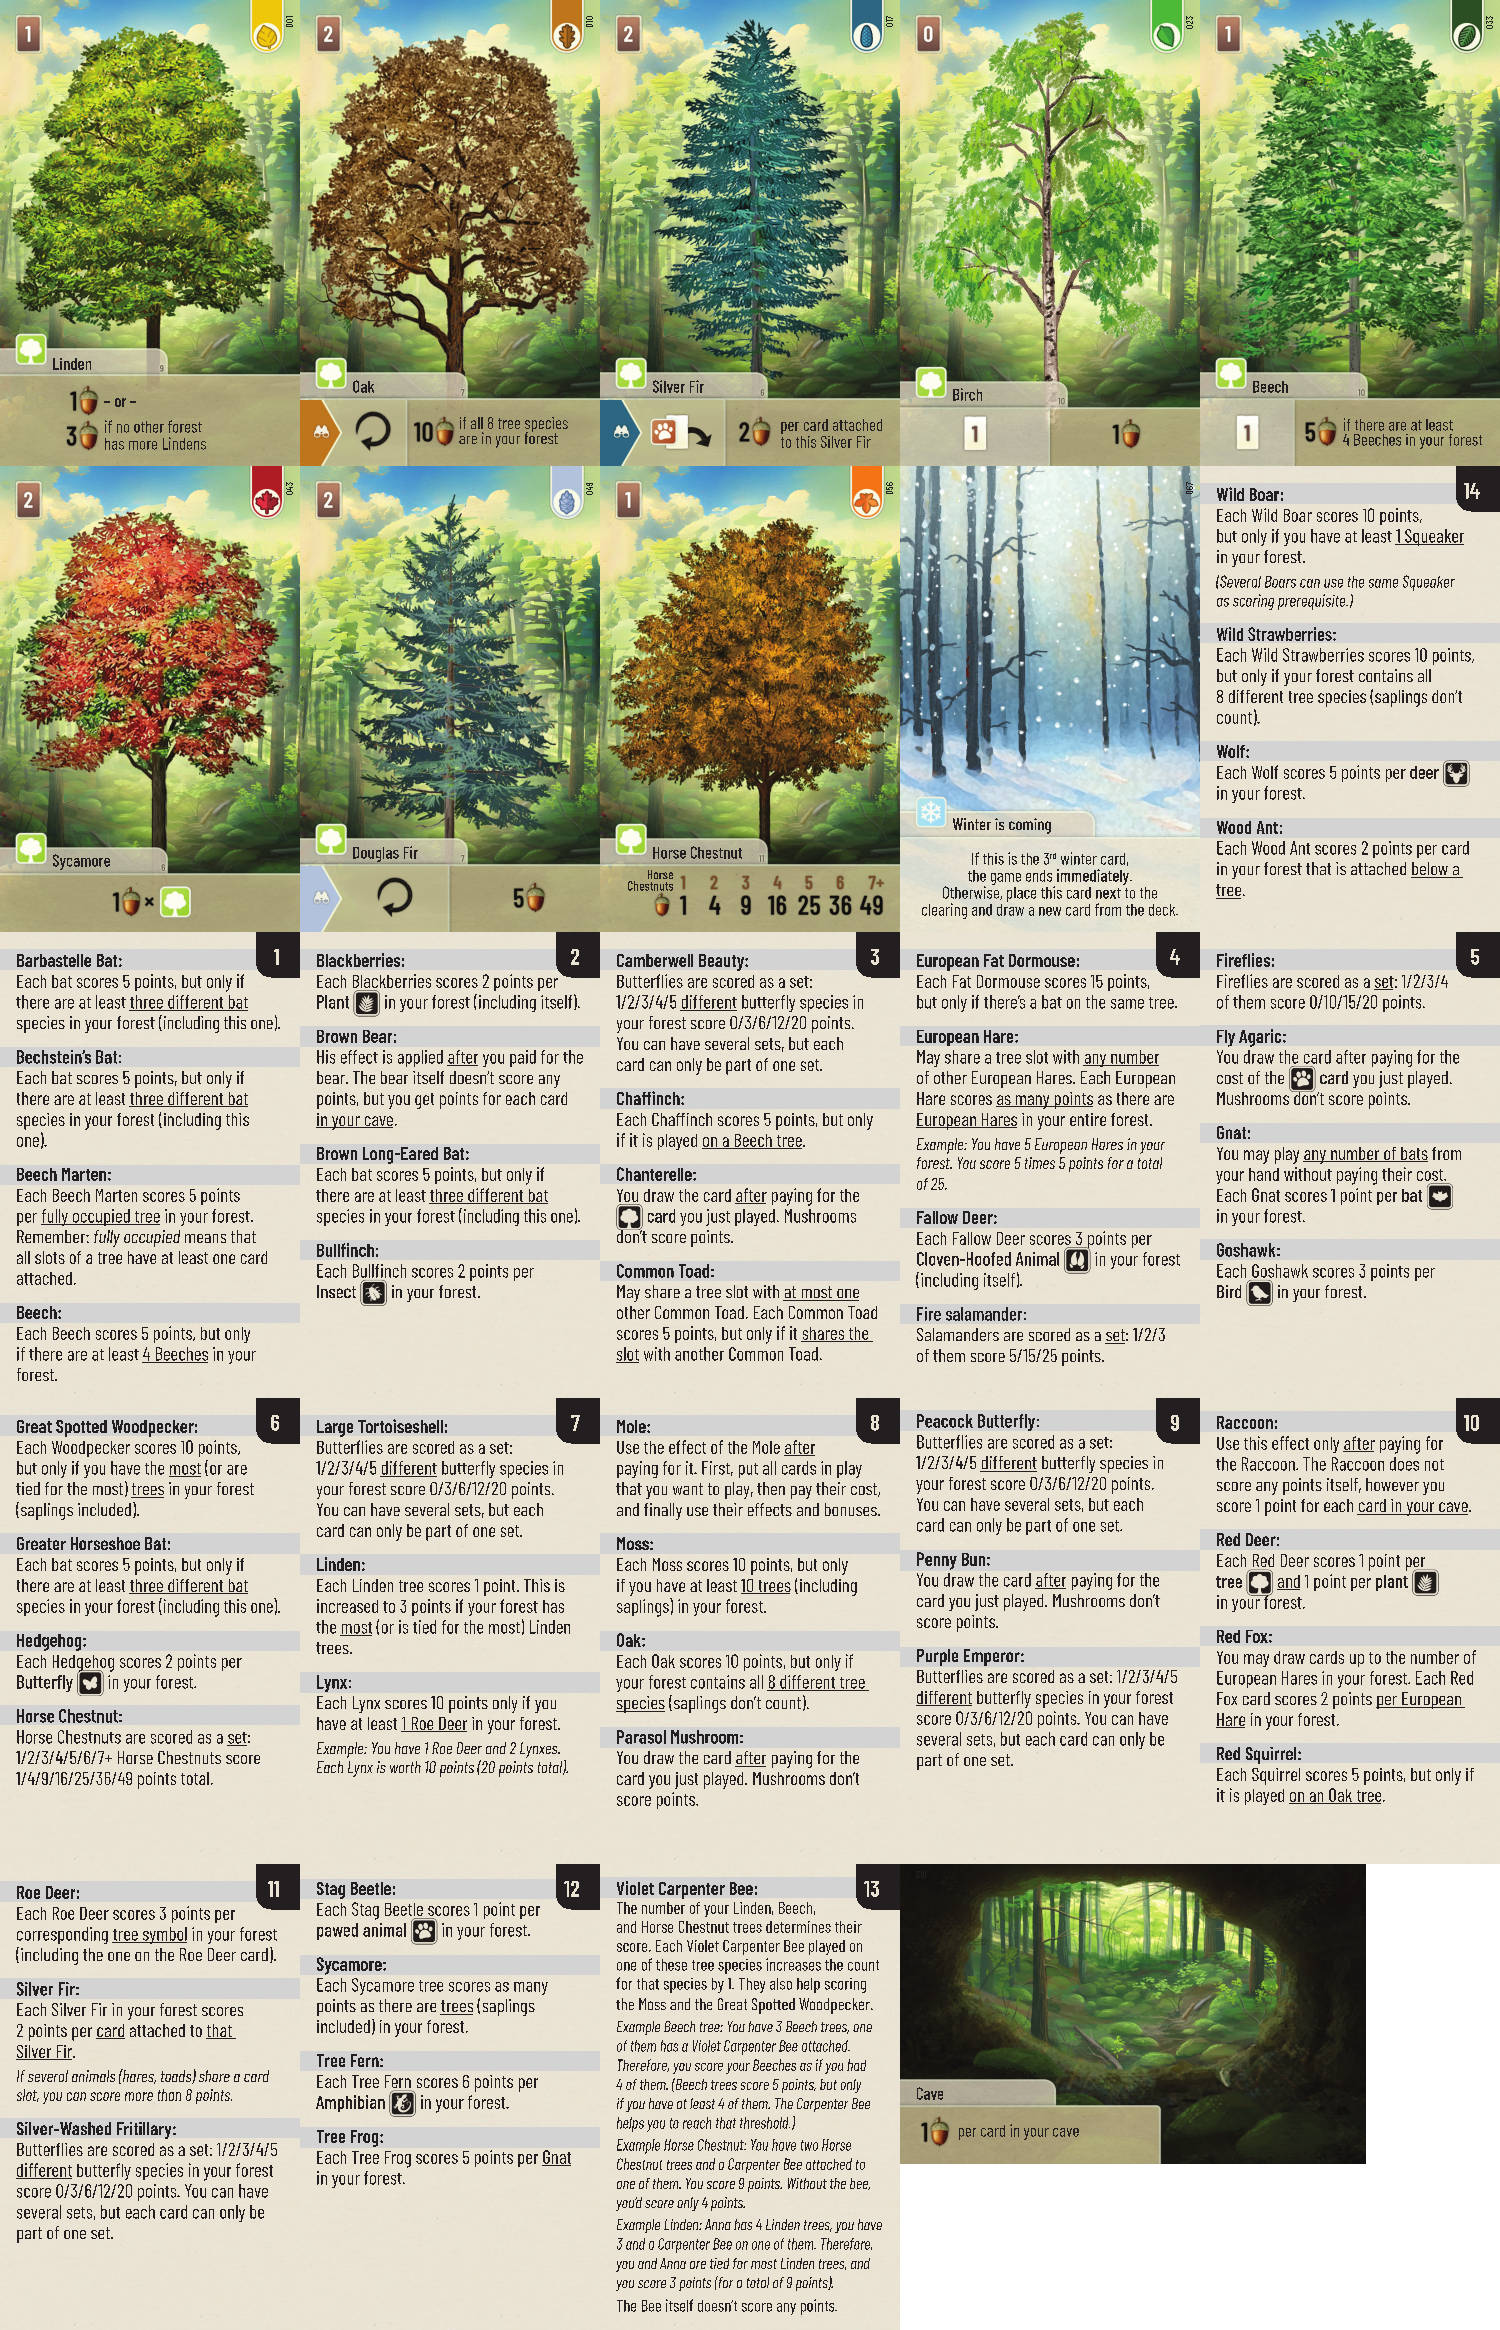 1
001
Linden
9
1 - or -
3 if no other forest
has more Lindens
2
010
Oak
7
10 if all 8 tree species
are in your forest
2
017
Silver Fir
6
2 per card attached
to this Silver Fir
0
023
Birch
10
1
1
1
033
Beech
10
1
5 if there are at least
4 Beeches in your forest
2
043
Sycamore
6
1 ×
2
049
Douglas Fir
7
5
1
056
Horse Chestnut
11
Horse
Chestnuts 1 2 3 4 5 6 7+
1 4 9 16 25 36 49
067
Winter is coming
If this is the 3rd winter card,
the game ends immediately.
Otherwise, place this card next to the
clearing and draw a new card from the deck.
14
Wild Boar:
Each Wild Boar scores 10 points,
but only if you have at least 1 Squeaker
in your forest.
(Several Boars can use the same Squeaker
as scoring prerequisite.)
Wild Strawberries:
Each Wild Strawberries scores 10 points,
but only if your forest contains all
8 different tree species (saplings don't
count).
Wolf:
Each Wolf scores 5 points per deer
in your forest.
Wood Ant:
Each Wood Ant scores 2 points per card
in your forest that is attached below a
tree.
1
Barbastelle Bat:
Each bat scores 5 points, but only if
there are at least three different bat
species in your forest (including this one).
Bechstein's Bat:
Each bat scores 5 points, but only if
there are at least three different bat
species in your forest (including this
one).
Beech Marten:
Each Beech Marten scores 5 points
per fully occupied tree in your forest.
Remember: fully occupied means that
all slots of a tree have at least one card
attached.
Beech:
Each Beech scores 5 points, but only
if there are at least 4 Beeches in your
forest.
2
Blackberries:
Each Blackberries scores 2 points per
Plant in your forest (including itself).
Brown Bear:
His effect is applied after you paid for the
bear. The bear itself doesn't score any
points, but you get points for each card
in your cave.
Brown Long-Eared Bat:
Each bat scores 5 points, but only if
there are at least three different bat
species in your forest (including this one).
Bullfinch:
Each Bullfinch scores 2 points per
Insect in your forest.
3
Camberwell Beauty:
Butterflies are scored as a set:
1/2/3/4/5 different butterfly species in
your forest score 0/3/6/12/20 points.
You can have several sets, but each
card can only be part of one set.
Chaffinch:
Each Chaffinch scores 5 points, but only
if it is played on a Beech tree.
Chanterelle:
You draw the card after paying for the
card you just played. Mushrooms
don't score points.
Common Toad:
May share a tree slot with at most one
other Common Toad. Each Common Toad
scores 5 points, but only if it shares the
slot with another Common Toad.
4
European Fat Dormouse:
Each Fat Dormouse scores 15 points,
but only if there's a bat on the same tree.
European Hare:
May share a tree slot with any number
of other European Hares. Each European
Hare scores as many points as there are
European Hares in your entire forest.
Example: You have 5 European Hares in your
forest. You score 5 times 5 points for a total
of 25.
Fallow Deer:
Each Fallow Deer scores 3 points per
Cloven-Hoofed Animal in your forest
(including itself).
Fire salamander:
Salamanders are scored as a set: 1/2/3
of them score 5/15/25 points.
5
Fireflies:
Fireflies are scored as a set: 1/2/3/4
of them score 0/10/15/20 points.
Fly Agaric:
You draw the card after paying for the
cost of the card you just played.
Mushrooms don't score points.
Gnat:
You may play any number of bats from
your hand without paying their cost.
Each Gnat scores 1 point per bat
in your forest.
Goshawk:
Each Goshawk scores 3 points per
Bird in your forest.
6
Great Spotted Woodpecker:
Each Woodpecker scores 10 points,
but only if you have the most (or are
tied for the most) trees in your forest
(saplings included).
Greater Horseshoe Bat:
Each bat scores 5 points, but only if
there are at least three different bat
species in your forest (including this one).
Hedgehog:
Each Hedgehog scores 2 points per
Butterfly in your forest.
Horse Chestnut:
Horse Chestnuts are scored as a set:
1/2/3/4/5/6/7+ Horse Chestnuts score
1/4/9/16/25/36/49 points total.
7
Large Tortoiseshell:
Butterflies are scored as a set:
1/2/3/4/5 different butterfly species in
your forest score 0/3/6/12/20 points.
You can have several sets, but each
card can only be part of one set.
Linden:
Each Linden tree scores 1 point. This is
increased to 3 points if your forest has
the most (or is tied for the most) Linden
trees.
Lynx:
Each Lynx scores 10 points only if you
have at least 1 Roe Deer in your forest.
Example: You have 1 Roe Deer and 2 Lynxes.
Each Lynx is worth 10 points (20 points total).
8
Mole:
Use the effect of the Mole after
paying for it. First, put all cards in play
that you want to play, then pay their cost,
and finally use their effects and bonuses.
Moss:
Each Moss scores 10 points, but only
if you have at least 10 trees (including
saplings) in your forest.
Oak:
Each Oak scores 10 points, but only if
your forest contains all 8 different tree
species (saplings don't count).
Parasol Mushroom:
You draw the card after paying for the
card you just played. Mushrooms don't
score points.
9
Peacock Butterfly:
Butterflies are scored as a set:
1/2/3/4/5 different butterfly species in
your forest score 0/3/6/12/20 points.
You can have several sets, but each
card can only be part of one set.
Penny Bun:
You draw the card after paying for the
card you just played. Mushrooms don't
score points.
Purple Emperor:
Butterflies are scored as a set: 1/2/3/4/5
different butterfly species in your forest
score 0/3/6/12/20 points. You can have
several sets, but each card can only be
part of one set.
10
Raccoon:
Use this effect only after paying for
the Raccoon. The Raccoon does not
score any points itself, however you
score 1 point for each card in your cave.
Red Deer:
Each Red Deer scores 1 point per
tree and 1 point per plant
in your forest.
Red Fox:
You may draw cards up to the number of
European Hares in your forest. Each Red
Fox card scores 2 points per European
Hare in your forest.
Red Squirrel:
Each Squirrel scores 5 points, but only if
it is played on an Oak tree.
11
Roe Deer:
Each Roe Deer scores 3 points per
corresponding tree symbol in your forest
(including the one on the Roe Deer card).
Silver Fir:
Each Silver Fir in your forest scores
2 points per card attached to that
Silver Fir.
If several animals (hares, toads) share a card
slot, you can score more than 8 points.
Silver-Washed Fritillary:
Butterflies are scored as a set: 1/2/3/4/5
different butterfly species in your forest
score 0/3/6/12/20 points. You can have
several sets, but each card can only be
part of one set.
12
Stag Beetle:
Each Stag Beetle scores 1 point per
pawed animal in your forest.
Sycamore:
Each Sycamore tree scores as many
points as there are trees (saplings
included) in your forest.
Tree Fern:
Each Tree Fern scores 6 points per
Amphibian in your forest.
Tree Frog:
Each Tree Frog scores 5 points per Gnat
in your forest.
13
Violet Carpenter Bee:
The number of your Linden, Beech,
and Horse Chestnut trees determines their
score. Each Violet Carpenter Bee played on
one of these tree species increases the count
for that species by 1. They also help scoring
the Moss and the Great Spotted Woodpecker.
Example Beech tree: You have 3 Beech trees, one
of them has a Violet Carpenter Bee attached.
Therefore, you score your Beeches as if you had
4 of them. (Beech trees score 5 points, but only
if you have at least 4 of them. The Carpenter Bee
helps you to reach that threshold.)
Example Horse Chestnut: You have two Horse
Chestnut trees and a Carpenter Bee attached to
one of them. You score 9 points. Without the bee,
you'd score only 4 points.
Example Linden: Anna has 4 Linden trees, you have
3 and a Carpenter Bee on one of them. Therefore,
you and Anna are tied for most Linden trees, and
you score 3 points (for a total of 9 points).
The Bee itself doesn't score any points.
Cave
1 per card in your cave